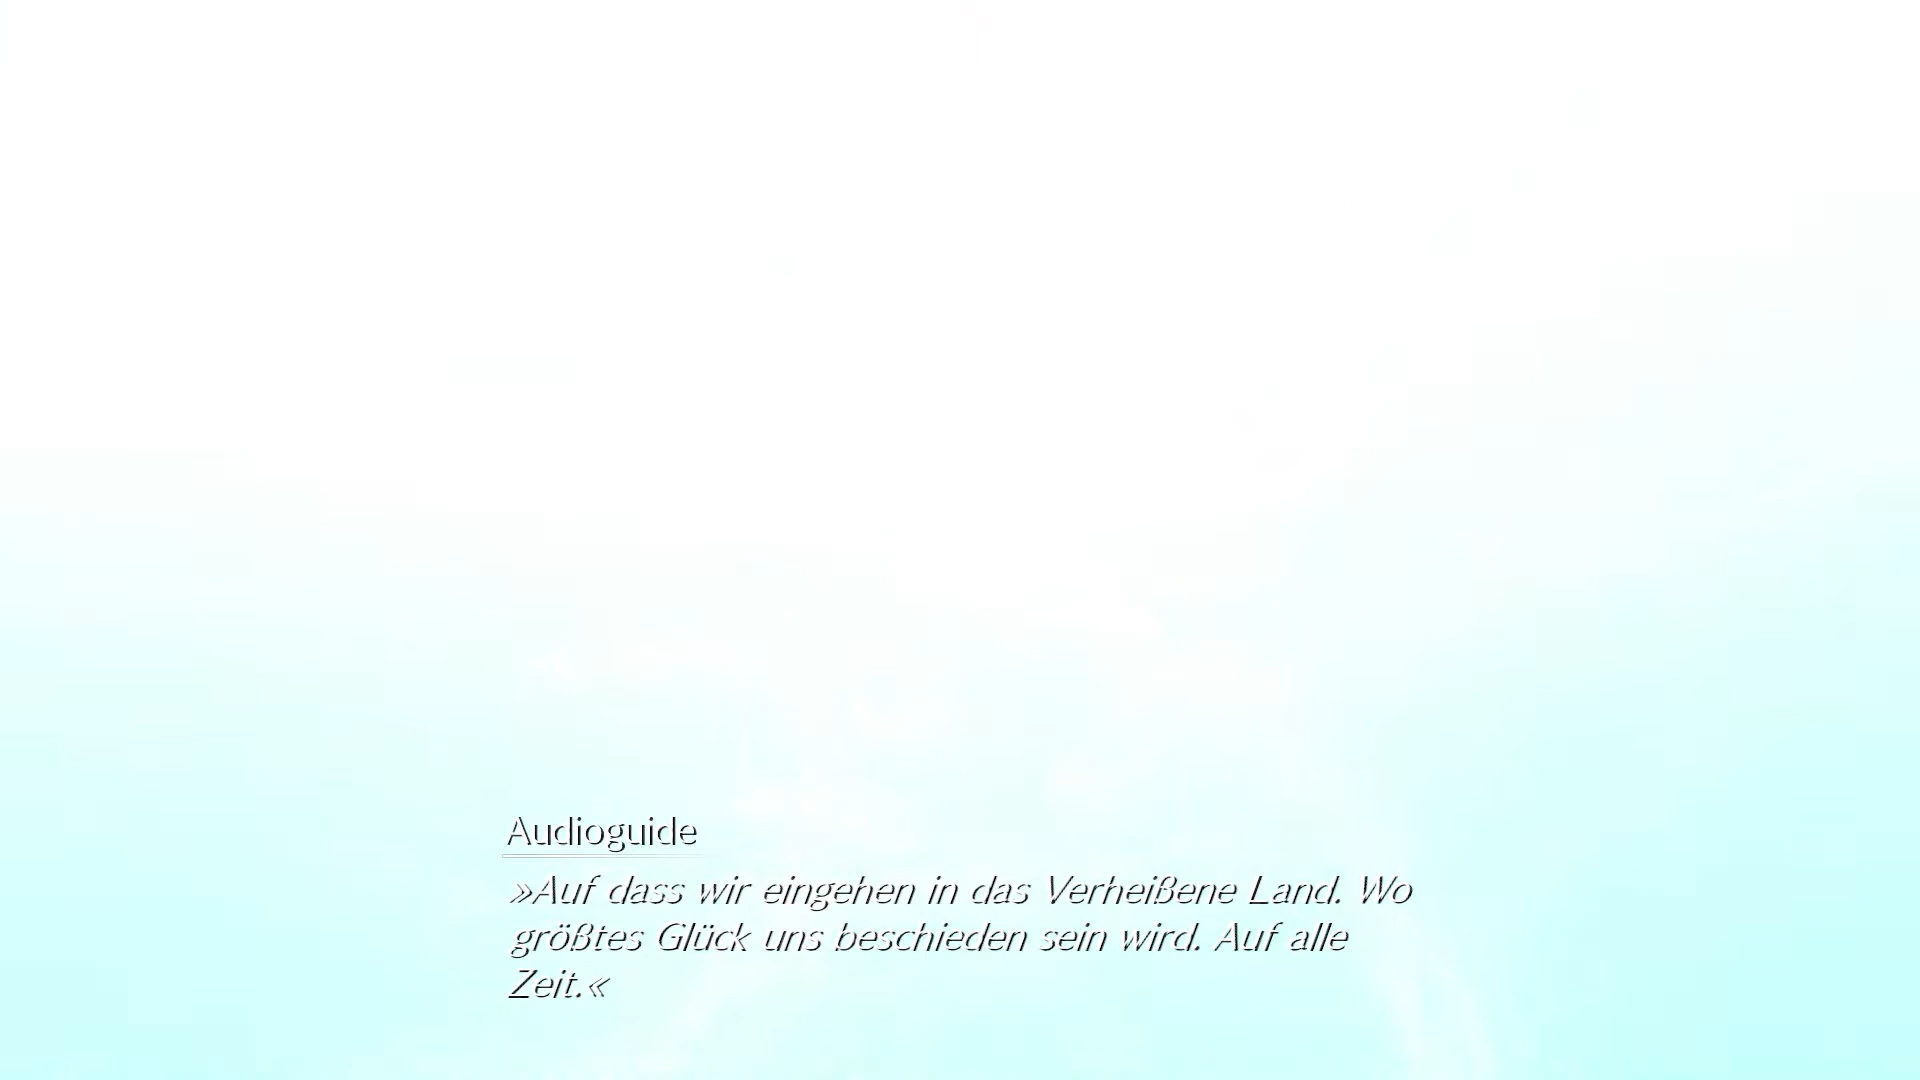 Audioguide
»Auf dass wir eingehen in das Verheißene Land. Wo
größtes Glück uns beschieden sein wird. Auf alle
Zeit.«